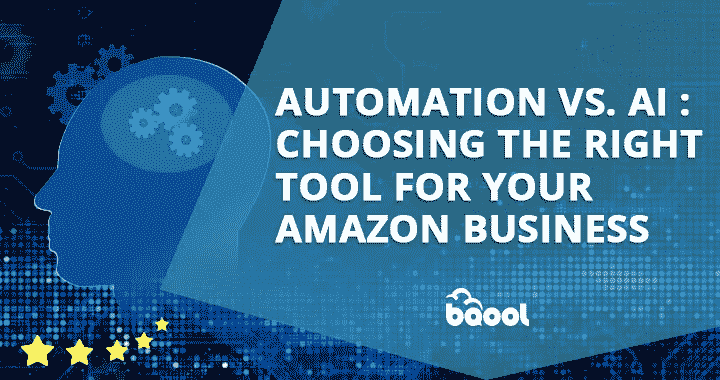 AUTOMATION VS. AI :
CHOOSING THE RIGHT
TOOL FOR YOUR
AMAZON BUSINESS
bqool